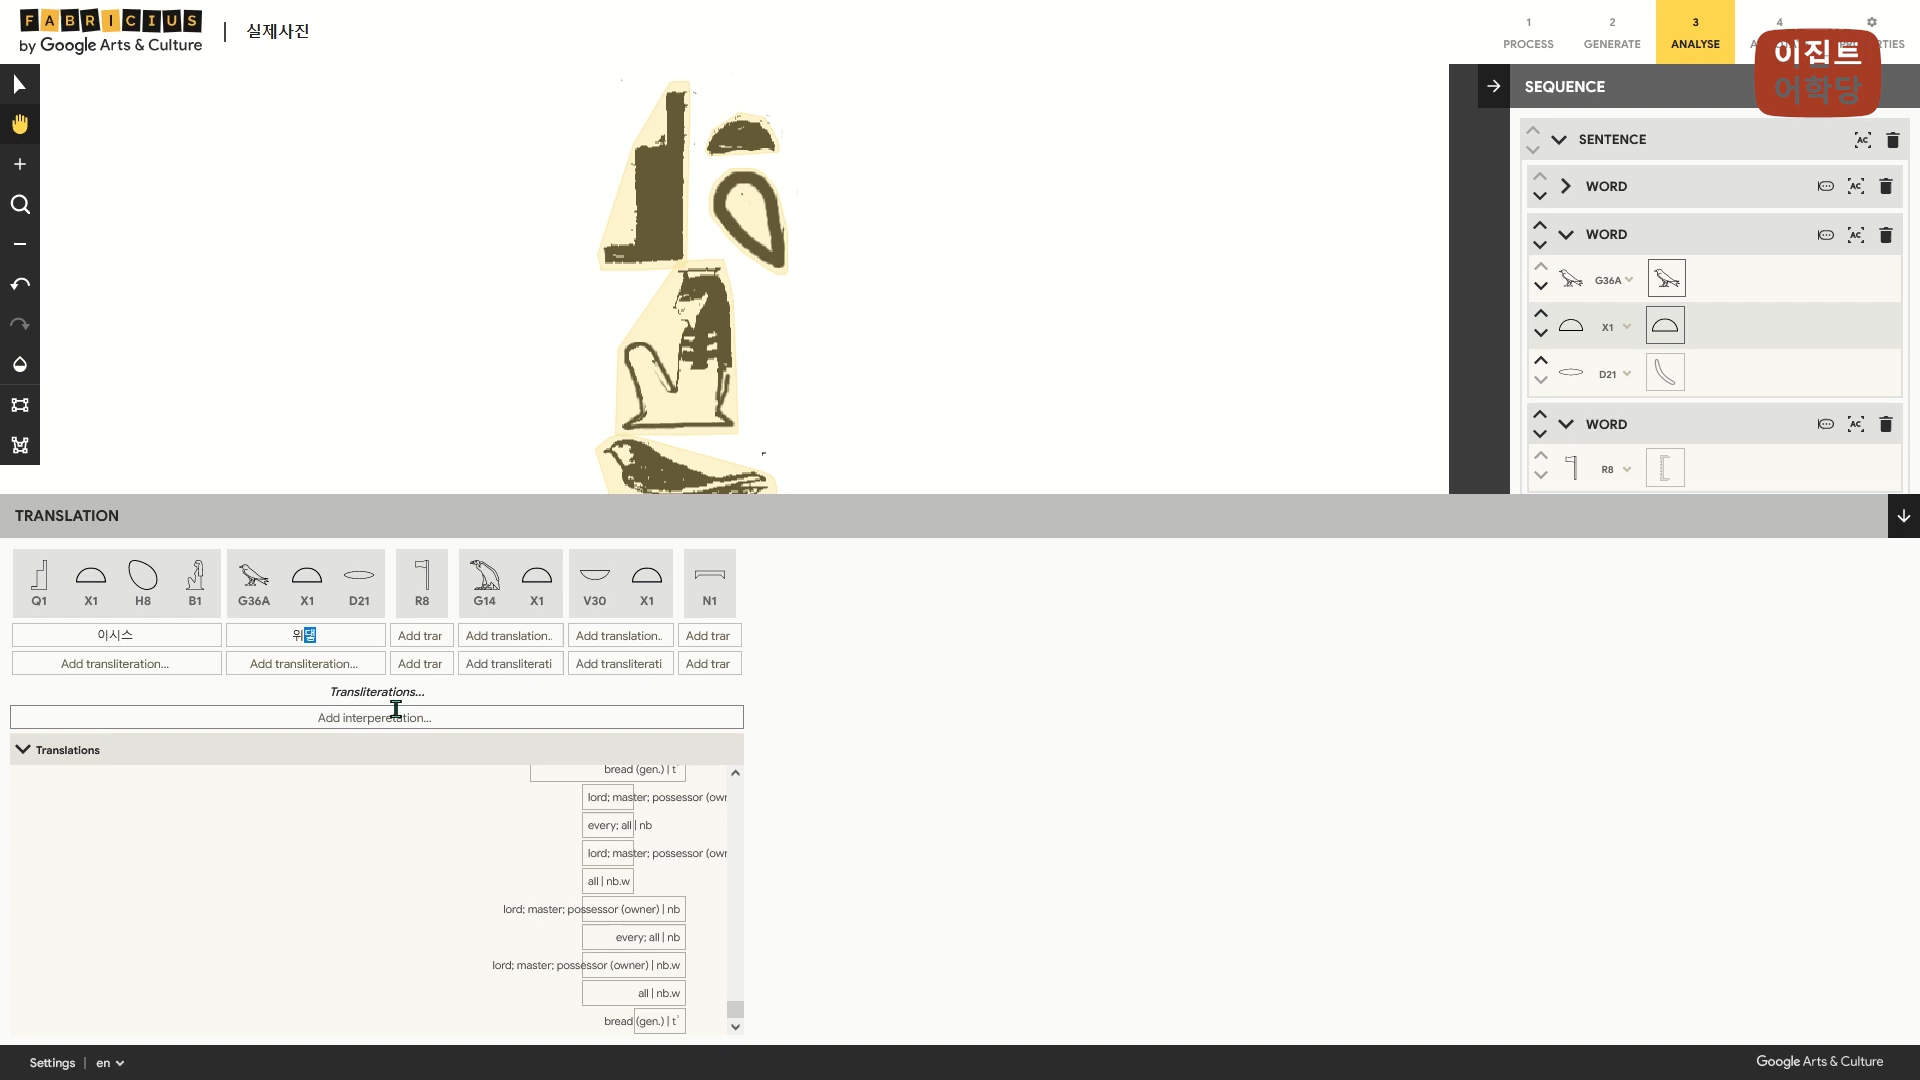 FABRICIUS
by Google Arts & Culture
실제사진
1
PROCESS
2
GENERATE
3
ANALYSE
4
이집트
어학당
SEQUENCE
SENTENCE
AC
WORD
AC
WORD
AC
G36A
X1
D21
WORD
AC
R8
TRANSLATION
Q1 X1 H8 B1 G36A X1 D21 R8 G14 X1 V30 X1 N1
이시스
Add trar
Add translation..
Add translation..
Add trar
Add transliteration...
Add transliteration...
Add trar
Add transliterati
Add transliterati
Add trar
Transliterations...
Add interperetation...
Translations
bread (gen.) | t
lord; master; possessor (owr
every; all | nb
lord; master; possessor (owr
all | nb.w
lord; master; possessor (owner) | nb
every; all | nb
lord; master; possessor (owner) | nb.w
all | nb.w
bread (gen.) | t
Settings | en
Google Arts & Culture